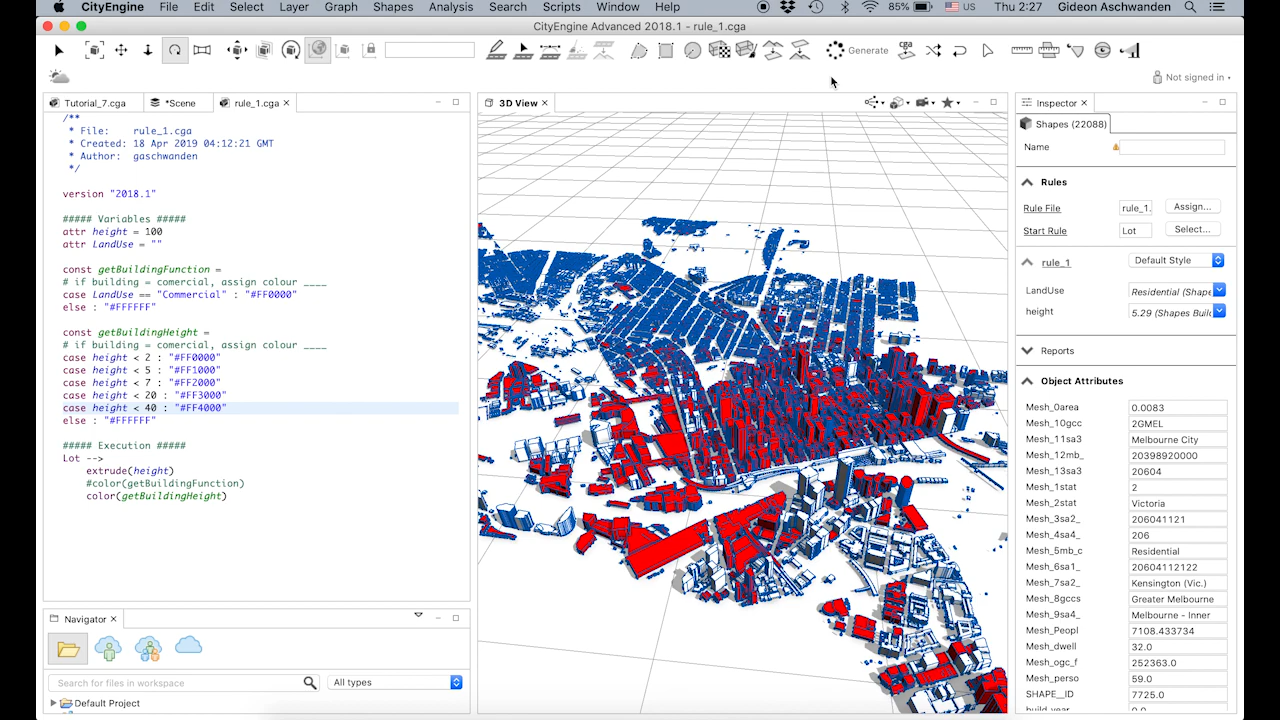 CityEngine File Edit Select Layer Graph Shapes Analysis Search Scripts Window Help 85% US Thu 2:27 Gideon Aschwanden
CityEngine Advanced 2018.1 - rule_1.cga
Generate
cga
Not signed in
Tutorial_7.cga *Scene rule_1.cga
/**
* File: rule_1.cga
* Created: 18 Apr 2019 04:12:21 GMT
* Author: gaschwanden
*/
version "2018.1"
##### Variables #####
attr height = 100
attr LandUse = ""
const getBuildingFunction =
# if building = comercial, assign colour ____
case LandUse == "Commercial" : "#FF0000"
else : "#FFFFFF"
const getBuildingHeight =
# if building = comercial, assign colour ____
case height < 2 : "#FF0000"
case height < 5 : "#FF1000"
case height < 7 : "#FF2000"
case height < 20 : "#FF3000"
case height < 40 : "#FF4000"
else : "#FFFFFF"
##### Execution #####
Lot -->
extrude(height)
#color(getBuildingFunction)
color(getBuildingHeight)
Navigator
Search for files in workspace All types
Default Project
3D View
Inspector
Shapes (22088)
Name
Rules
Rule File rule_1. Assign...
Start Rule Lot Select...
rule_1 Default Style
LandUse Residential (Shape
height 5.29 (Shapes Buil
Reports
Object Attributes
Mesh_0area 0.0083
Mesh_10gcc 2GMEL
Mesh_11sa3 Melbourne City
Mesh_12mb_ 20398920000
Mesh_13sa3 20604
Mesh_1stat 2
Mesh_2stat Victoria
Mesh_3sa2_ 206041121
Mesh_4sa4_ 206
Mesh_5mb_c Residential
Mesh_6sa1_ 20604112122
Mesh_7sa2_ Kensington (Vic.)
Mesh_8gccs Greater Melbourne
Mesh_9sa4_ Melbourne - Inner
Mesh_Peopl 7108.433734
Mesh_dwell 32.0
Mesh_ogc_f 252363.0
Mesh_perso 59.0
SHAPE__ID 7725.0
build_year 0.0